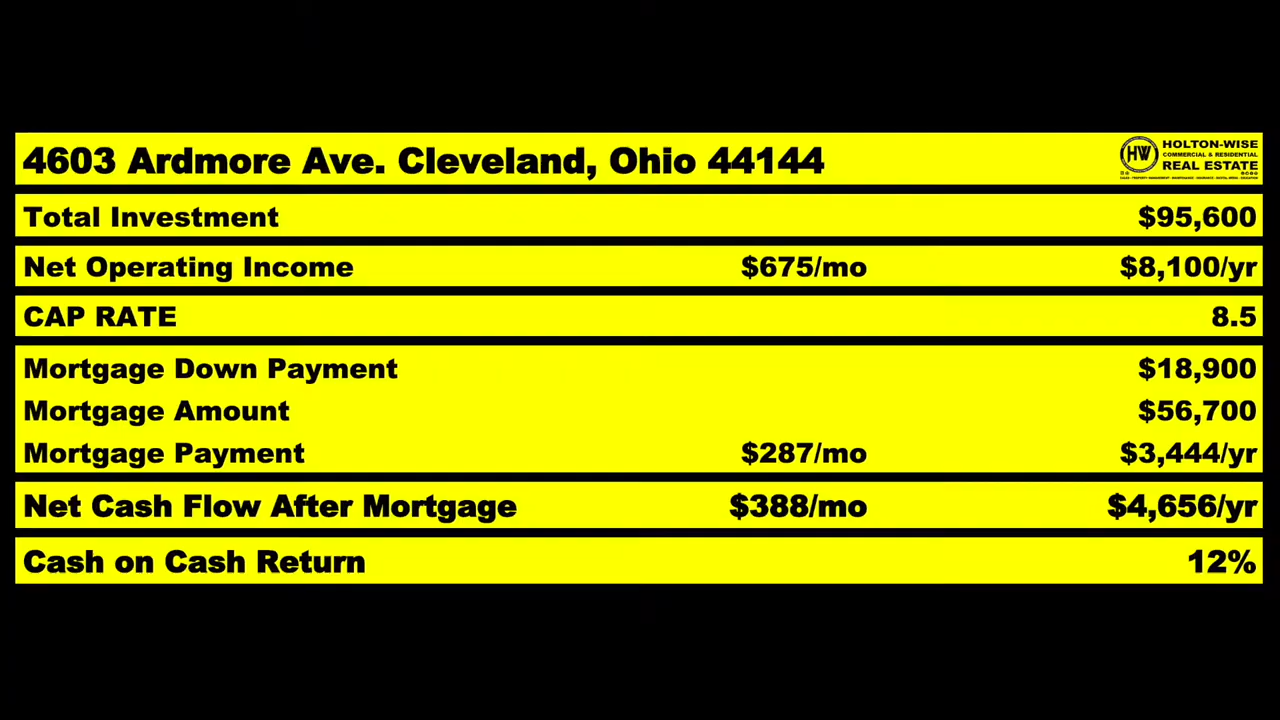 4603 Ardmore Ave. Cleveland, Ohio 44144
HW
HOLTON-WISE
COMMERCIAL & RESIDENTIAL
REAL ESTATE
Total Investment $95,600
Net Operating Income $675/mo $8,100/yr
CAP RATE 8.5
Mortgage Down Payment $18,900
Mortgage Amount $56,700
Mortgage Payment $287/mo $3,444/yr
Net Cash Flow After Mortgage $388/mo $4,656/yr
Cash on Cash Return 12%